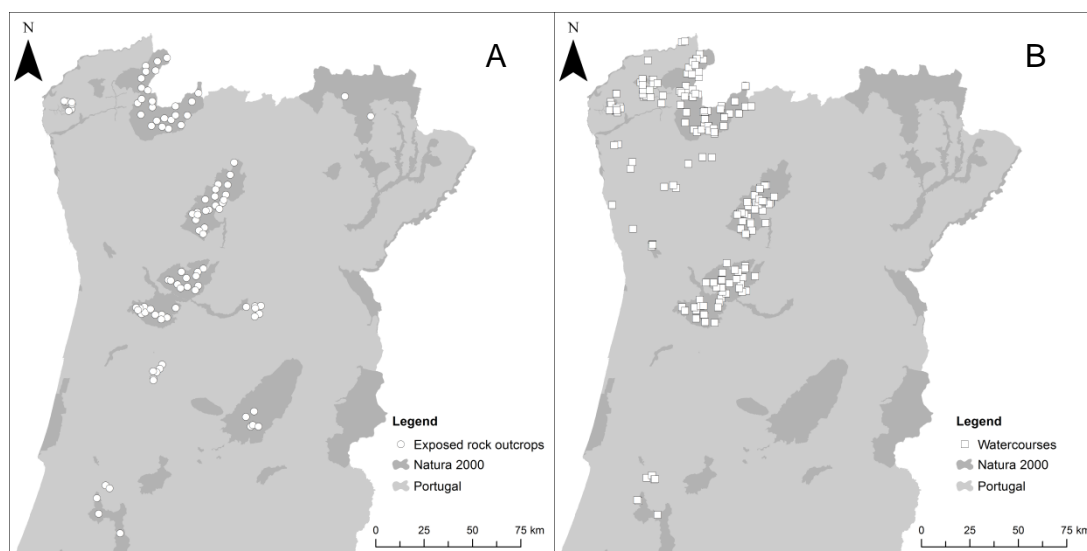 N
A
Legend
Exposed rock outcrops
Natura 2000
Portugal
0 25 50 75 km
N
B
Legend
Watercourses
Natura 2000
Portugal
0 25 50 75 km